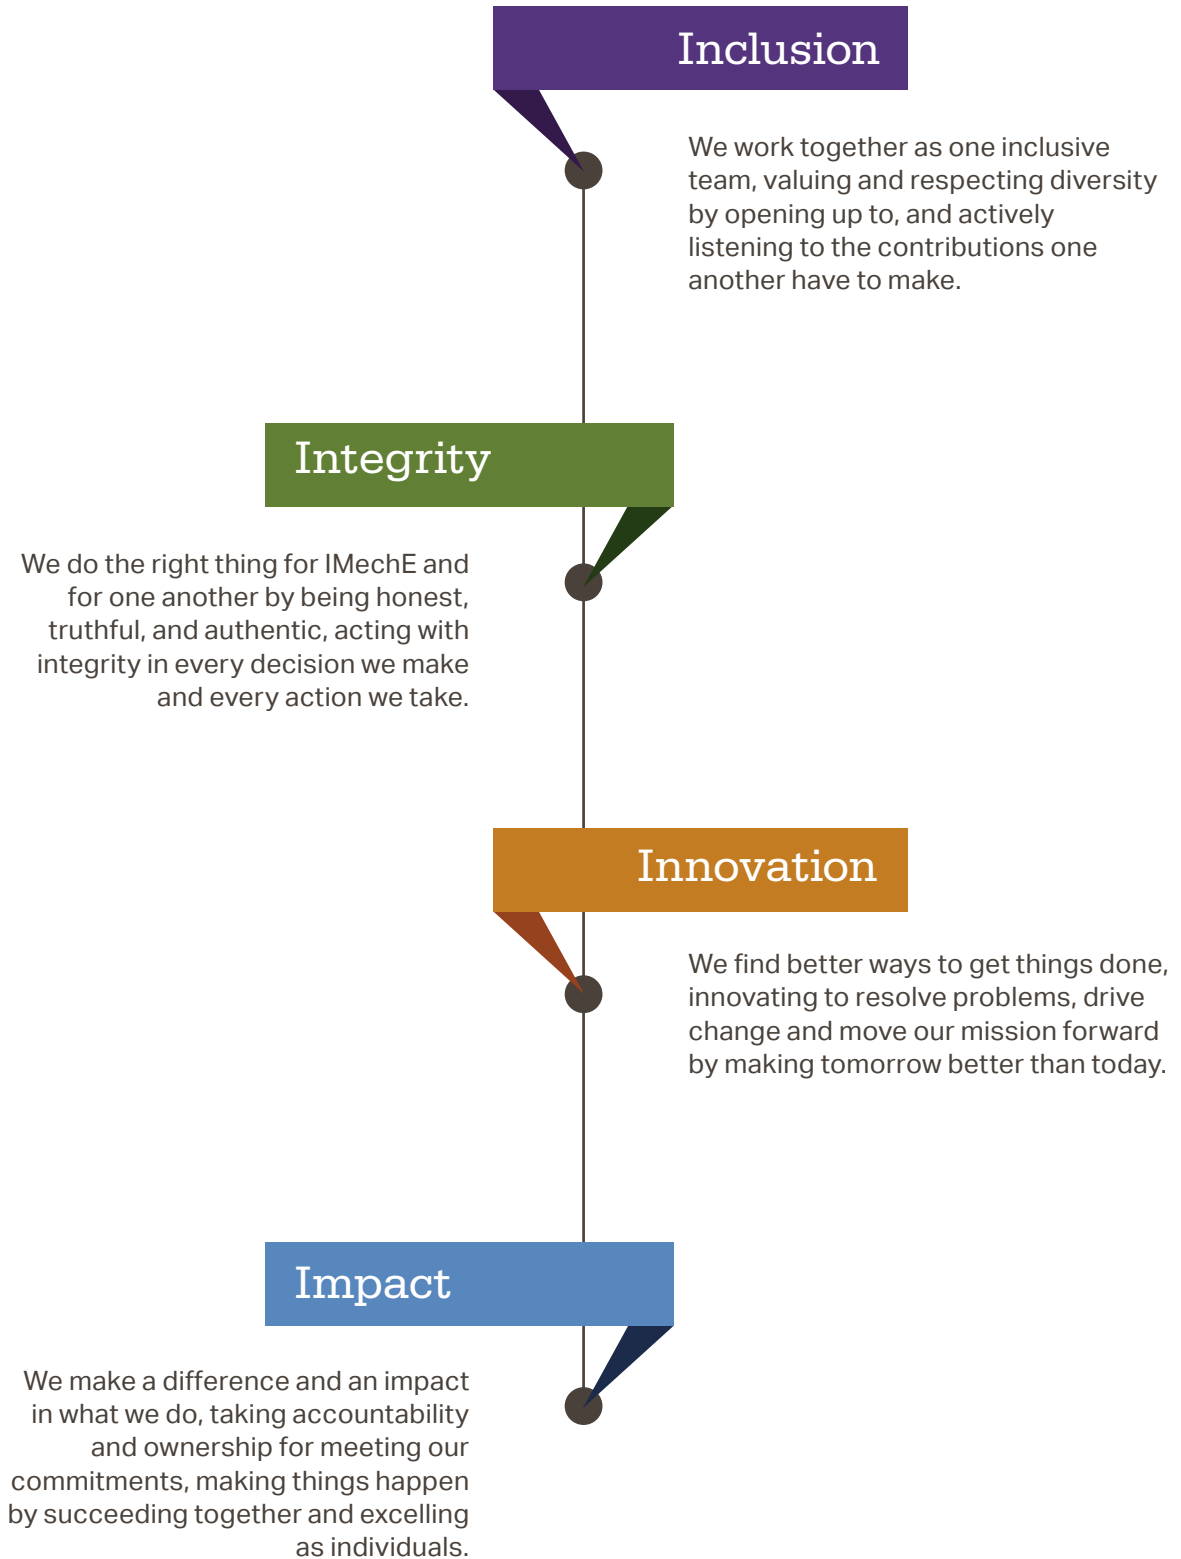 Inclusion
We work together as one inclusive
team, valuing and respecting diversity
by opening up to, and actively
listening to the contributions one
another have to make.
Integrity
We do the right thing for IMechE and
for one another by being honest,
truthful, and authentic, acting with
integrity in every decision we make
and every action we take.
Innovation
We find better ways to get things done,
innovating to resolve problems, drive
change and move our mission forward
by making tomorrow better than today.
Impact
We make a difference and an impact
in what we do, taking accountability
and ownership for meeting our
commitments, making things happen
by succeeding together and excelling
as individuals.